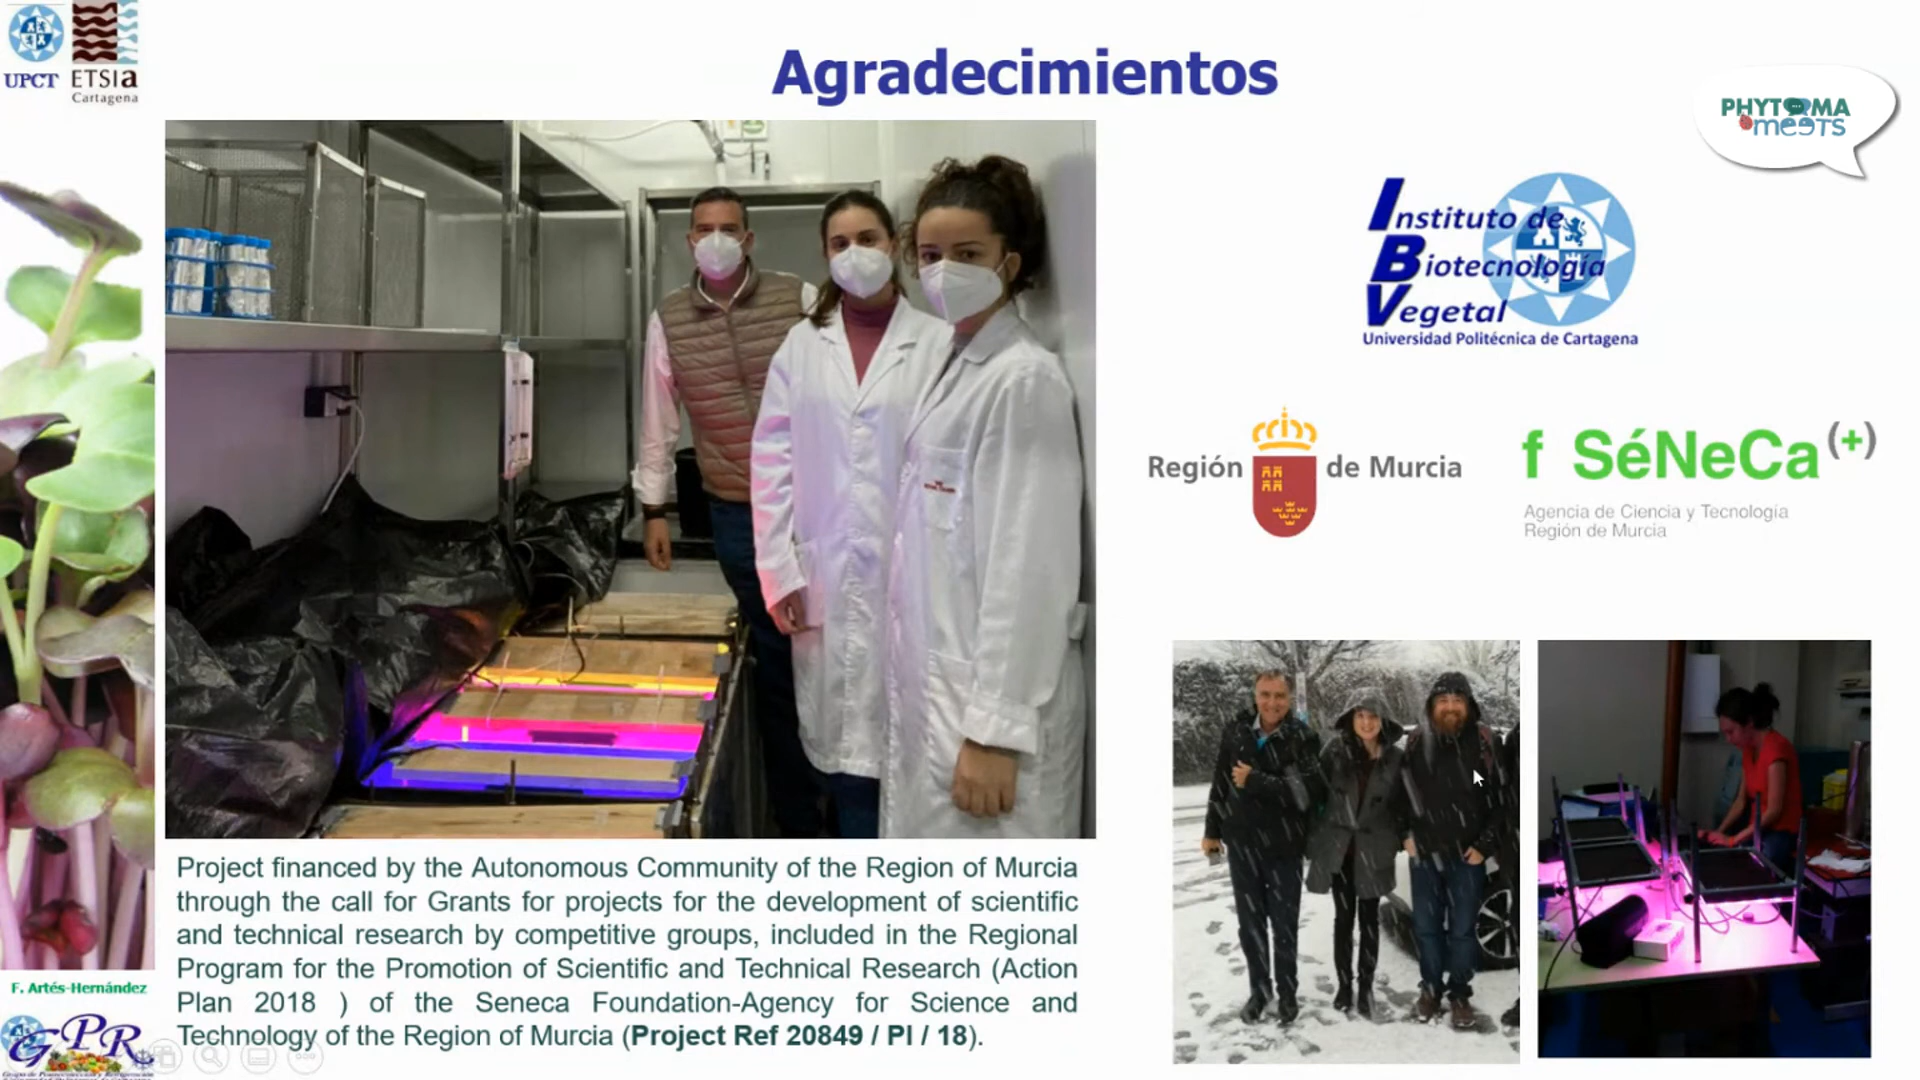 UPCT ETSIa
Cartagena
Agradecimientos
PHYTOMA
meeTs
Instituto de
Biotecnología
Vegetal
Universidad Politécnica de Cartagena
Región de Murcia
f SéNeCa(+)
Agencia de Ciencia y Tecnología
Región de Murcia
Project financed by the Autonomous Community of the Region of Murcia
through the call for Grants for projects for the development of scientific
and technical research by competitive groups, included in the Regional
Program for the Promotion of Scientific and Technical Research (Action
Plan 2018 ) of the Seneca Foundation-Agency for Science and
Technology of the Region of Murcia (Project Ref 20849 / PI / 18).
F. Artés-Hernández
GPR